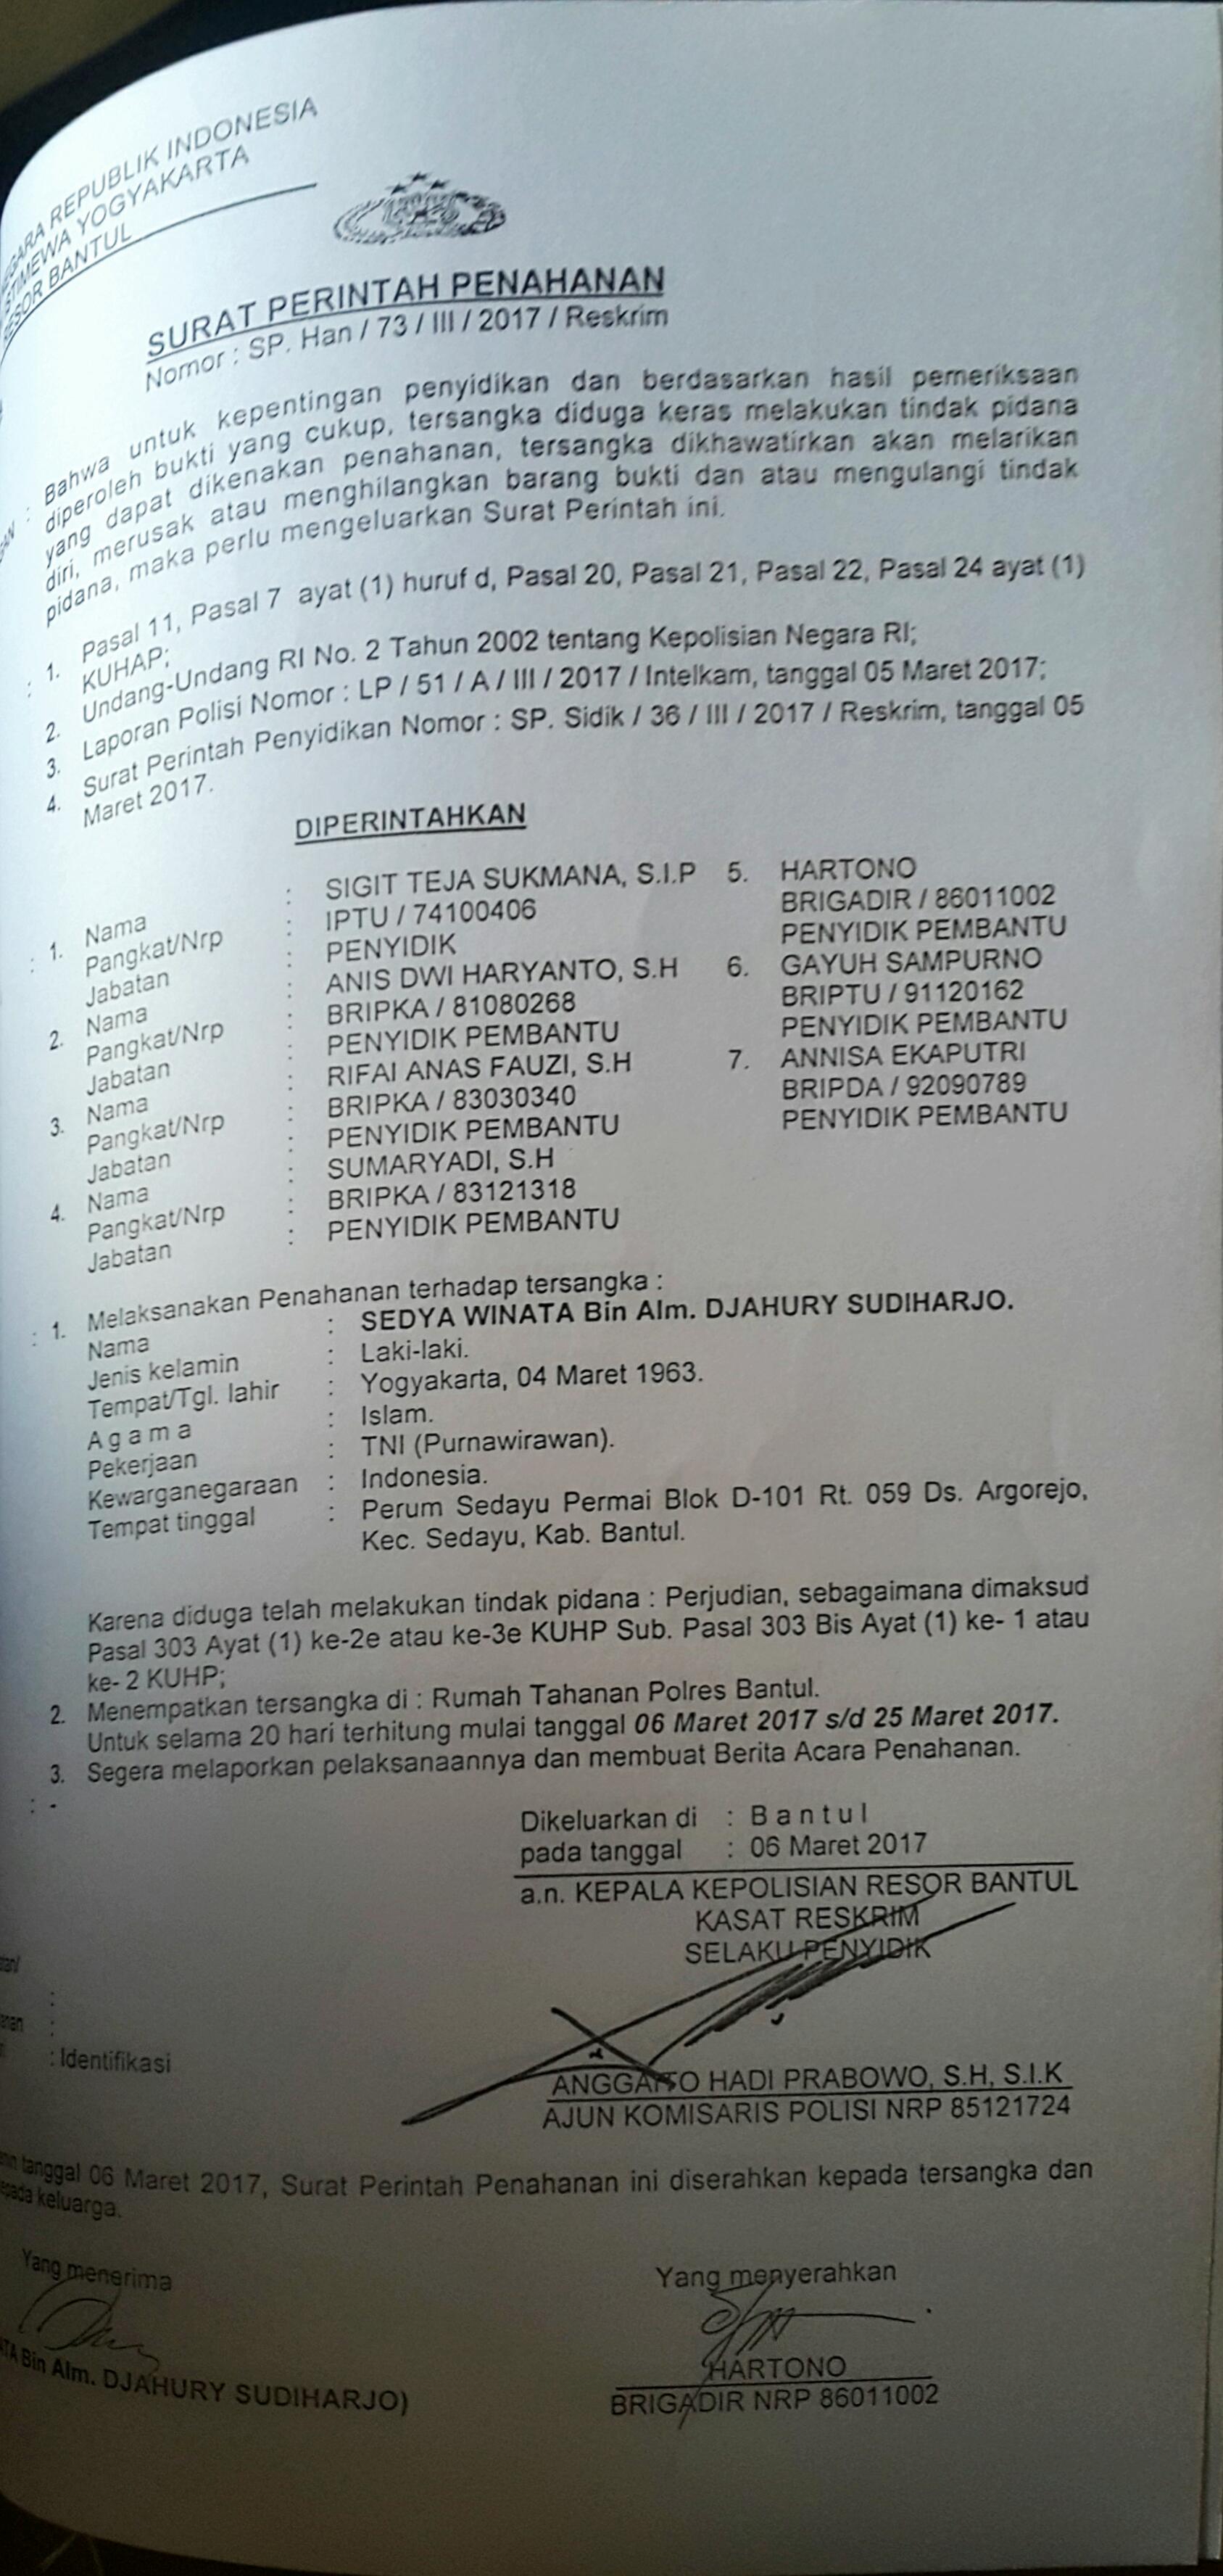 REPUBLIK INDONESIA
YOGYAKARTA
BANTUL
SURAT PERINTAH PENAHANAN
Nomor : SP. Han / 73 / III / 2017 / Reskrim
: Bahwa untuk kepentingan penyidikan dan berdasarkan hasil pemeriksaan
diperoleh bukti yang cukup, tersangka diduga keras melakukan tindak pidana
yang dapat dikenakan penahanan, tersangka dikhawatirkan akan melarikan
diri, merusak atau menghilangkan barang bukti dan atau mengulangi tindak
pidana, maka perlu mengeluarkan Surat Perintah ini.
: 1. Pasal 11, Pasal 7 ayat (1) huruf d, Pasal 20, Pasal 21, Pasal 22, Pasal 24 ayat (1)
KUHAP;
2. Undang-Undang RI No. 2 Tahun 2002 tentang Kepolisian Negara RI;
3. Laporan Polisi Nomor : LP / 51 / A / III / 2017 / Intelkam, tanggal 05 Maret 2017;
4. Surat Perintah Penyidikan Nomor : SP. Sidik / 36 / III / 2017 / Reskrim, tanggal 05
Maret 2017.
DIPERINTAHKAN
: 1. Nama : SIGIT TEJA SUKMANA, S.I.P 5. HARTONO
Pangkat/Nrp : IPTU / 74100406 BRIGADIR / 86011002
Jabatan : PENYIDIK PENYIDIK PEMBANTU
2. Nama : ANIS DWI HARYANTO, S.H 6. GAYUH SAMPURNO
Pangkat/Nrp : BRIPKA / 81080268 BRIPTU / 91120162
Jabatan : PENYIDIK PEMBANTU PENYIDIK PEMBANTU
3. Nama : RIFAI ANAS FAUZI, S.H 7. ANNISA EKAPUTRI
Pangkat/Nrp : BRIPKA / 83030340 BRIPDA / 92090789
Jabatan : PENYIDIK PEMBANTU PENYIDIK PEMBANTU
4. Nama : SUMARYADI, S.H
Pangkat/Nrp : BRIPKA / 83121318
Jabatan : PENYIDIK PEMBANTU
: 1. Melaksanakan Penahanan terhadap tersangka :
Nama : SEDYA WINATA Bin Alm. DJAHURY SUDIHARJO.
Jenis kelamin : Laki-laki.
Tempat/Tgl. lahir : Yogyakarta, 04 Maret 1963.
A g a m a : Islam.
Pekerjaan : TNI (Purnawirawan).
Kewarganegaraan : Indonesia.
Tempat tinggal : Perum Sedayu Permai Blok D-101 Rt. 059 Ds. Argorejo,
Kec. Sedayu, Kab. Bantul.
Karena diduga telah melakukan tindak pidana : Perjudian, sebagaimana dimaksud
Pasal 303 Ayat (1) ke-2e atau ke-3e KUHP Sub. Pasal 303 Bis Ayat (1) ke- 1 atau
ke- 2 KUHP;
2. Menempatkan tersangka di : Rumah Tahanan Polres Bantul.
Untuk selama 20 hari terhitung mulai tanggal 06 Maret 2017 s/d 25 Maret 2017.
3. Segera melaporkan pelaksanaannya dan membuat Berita Acara Penahanan.
: -
Dikeluarkan di : B a n t u l
pada tanggal : 06 Maret 2017
a.n. KEPALA KEPOLISIAN RESOR BANTUL
KASAT RESKRIM
SELAKU PENYIDIK
: Identifikasi
ANGGAITO HADI PRABOWO, S.H, S.I.K
AJUN KOMISARIS POLISI NRP 85121724
tanggal 06 Maret 2017, Surat Perintah Penahanan ini diserahkan kepada tersangka dan
keluarga.
Yang menerima Yang menyerahkan
Bin Alm. DJAHURY SUDIHARJO) HARTONO
BRIGADIR NRP 86011002